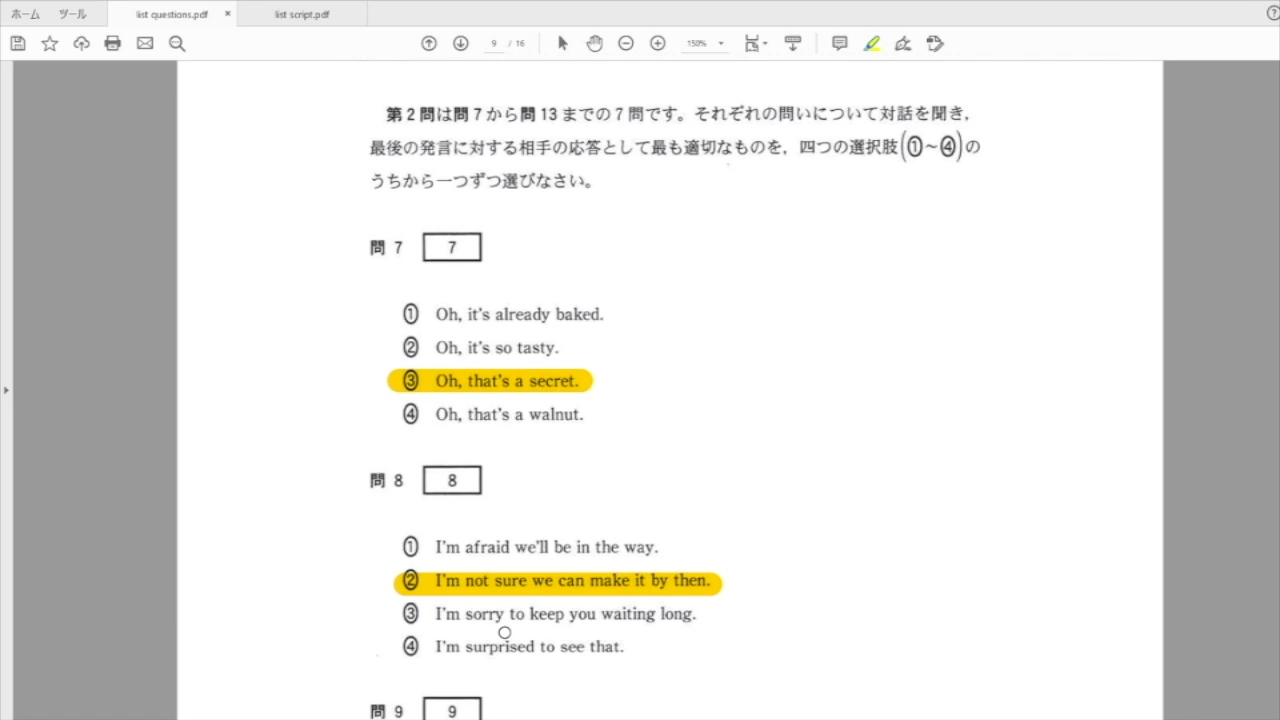 ホーム ツール list questions.pdf × list script.pdf
9 / 16 150%
第2問は問7から問13までの7問です。それぞれの問いについて対話を聞き，
最後の発言に対する相手の応答として最も適切なものを，四つの選択肢(①~④)の
うちから一つずつ選びなさい。
問 7 7
① Oh, it's already baked.
② Oh, it's so tasty.
③ Oh, that's a secret.
④ Oh, that's a walnut.
問 8 8
① I'm afraid we'll be in the way.
② I'm not sure we can make it by then.
③ I'm sorry to keep you waiting long.
④ I'm surprised to see that.
問 9 9